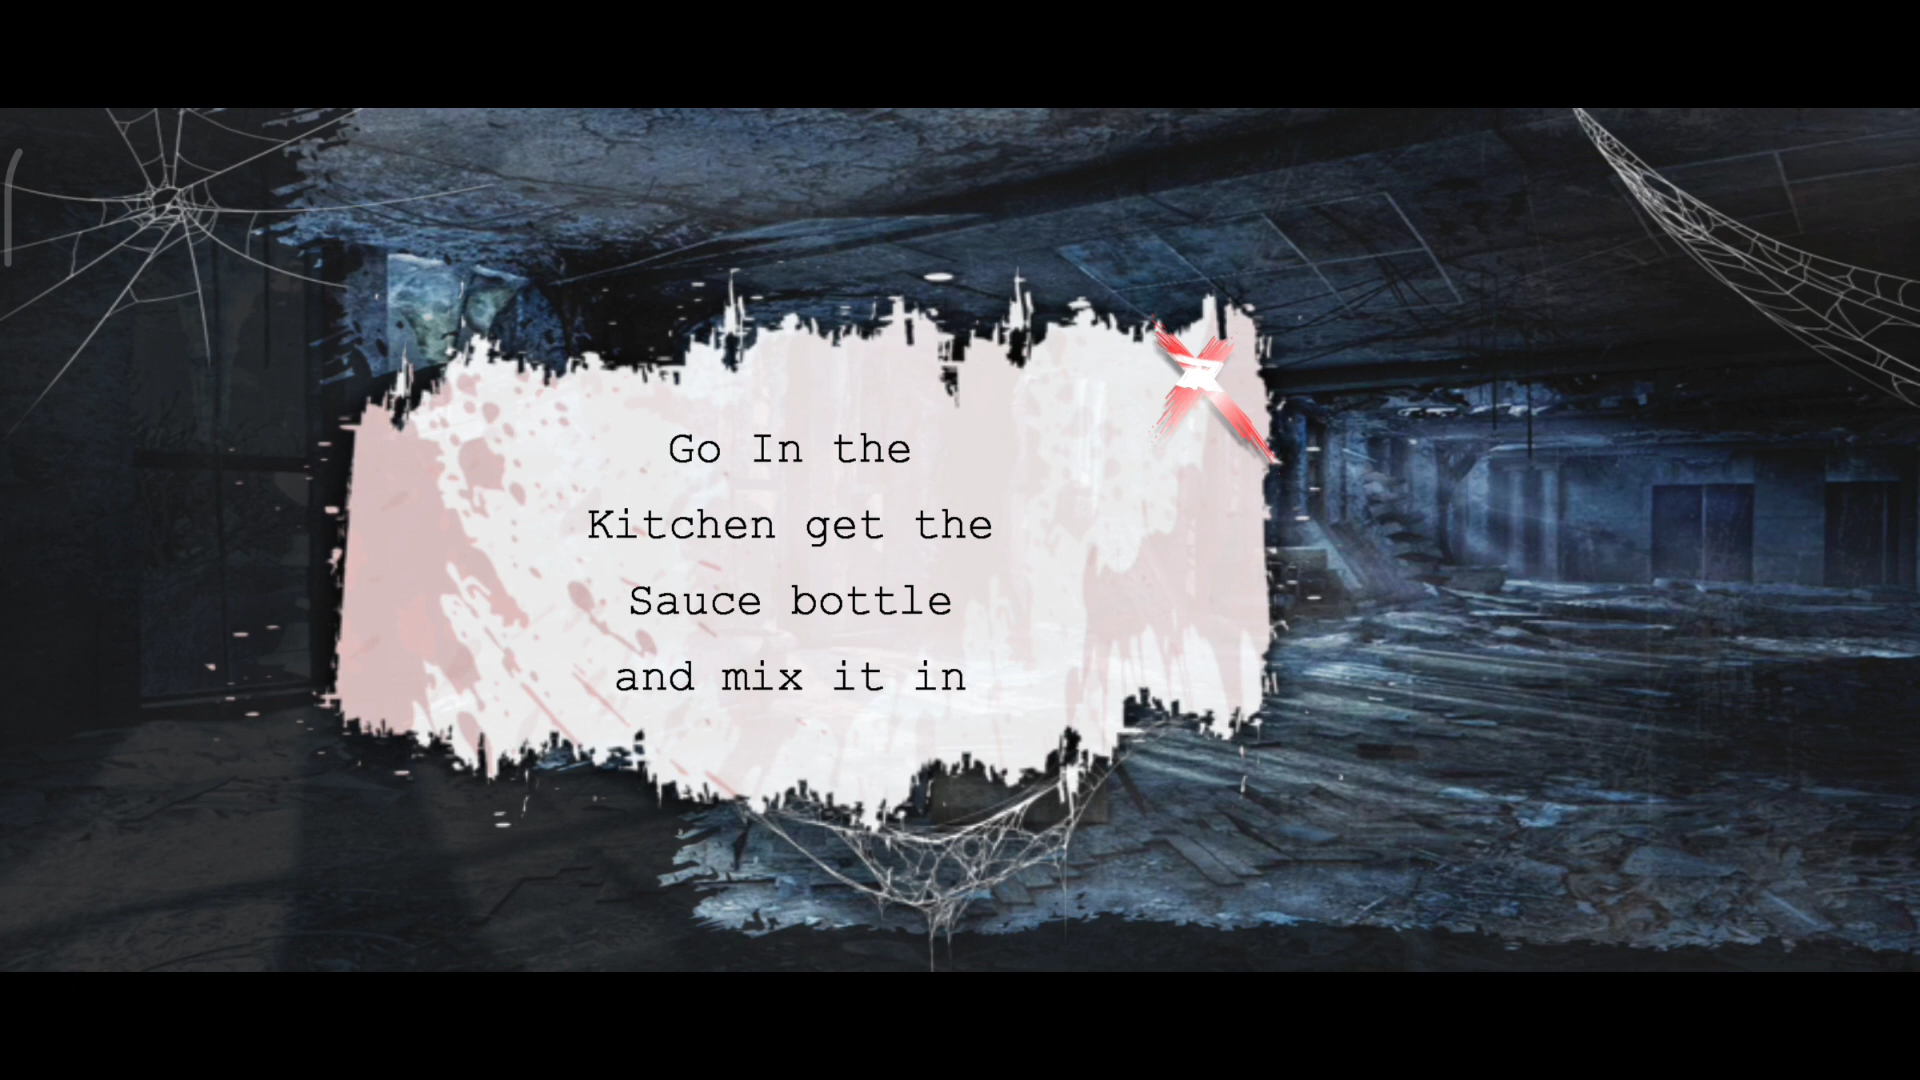 Go In the
Kitchen get the
Sauce bottle
and mix it in